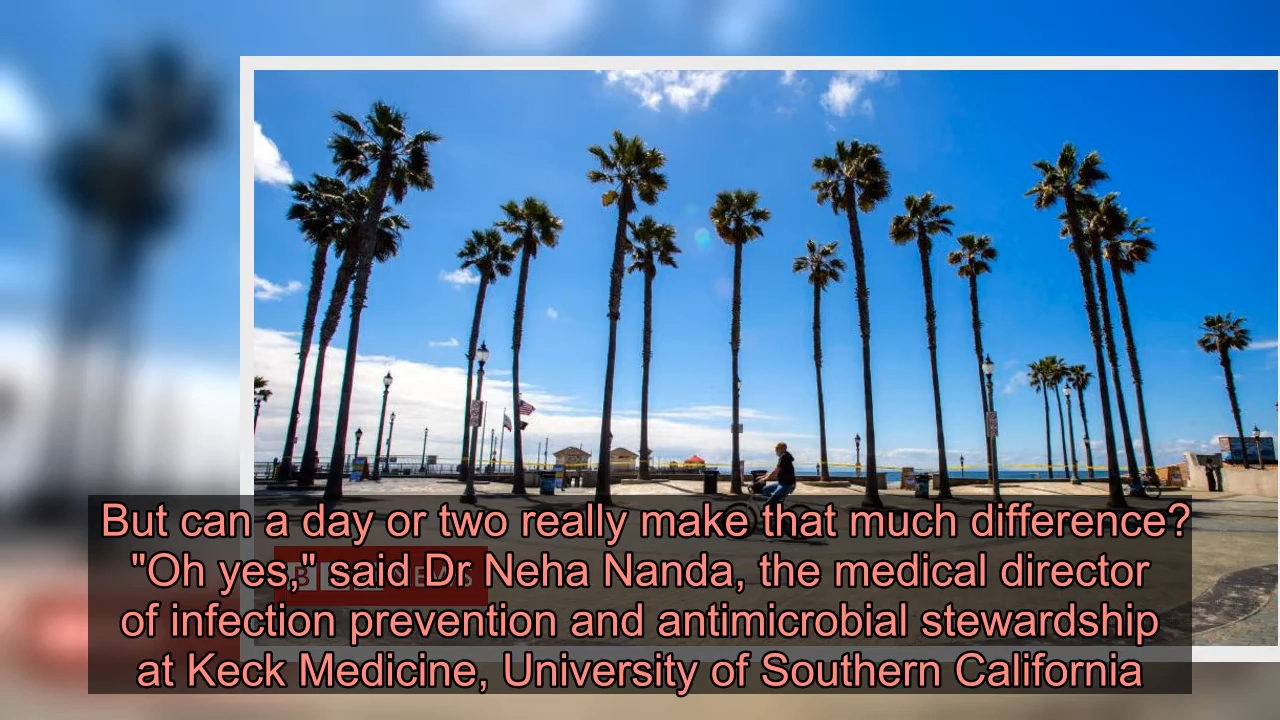 But can a day or two really make that much difference?
"Oh yes," said Dr Neha Nanda, the medical director
of infection prevention and antimicrobial stewardship
at Keck Medicine, University of Southern California